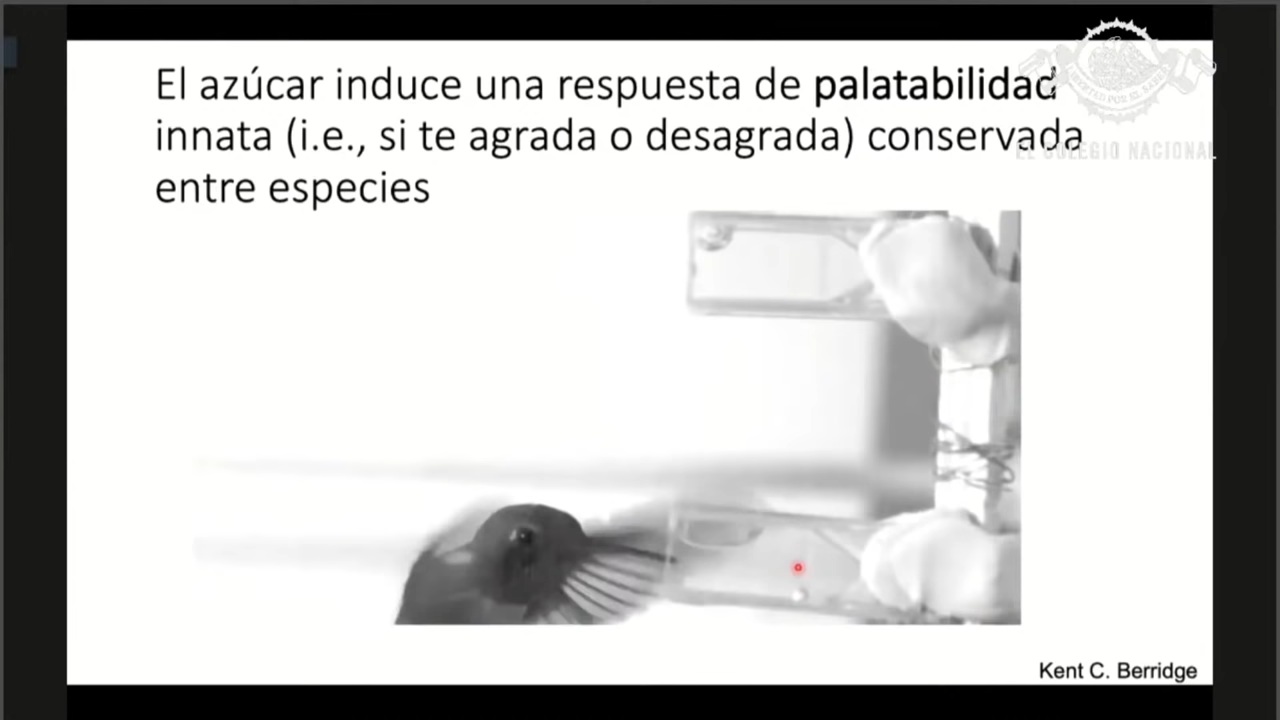 El azúcar induce una respuesta de palatabilidad
innata (i.e., si te agrada o desagrada) conservada
entre especies
EL COLEGIO NACIONAL
Kent C. Berridge